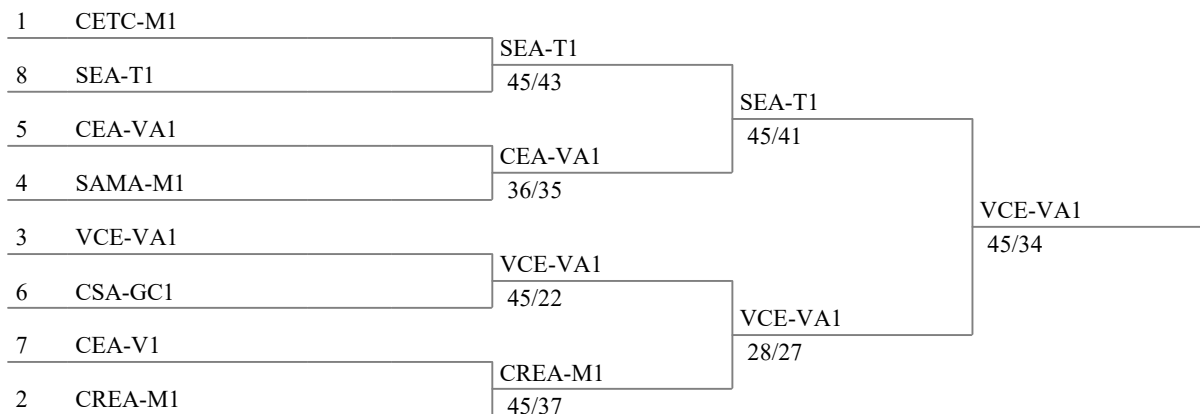 1 CETC-M1
8 SEA-T1
5 CEA-VA1
4 SAMA-M1
3 VCE-VA1
6 CSA-GC1
7 CEA-V1
2 CREA-M1
SEA-T1
45/43
CEA-VA1
36/35
VCE-VA1
45/22
CREA-M1
45/37
SEA-T1
45/41
VCE-VA1
28/27
VCE-VA1
45/34